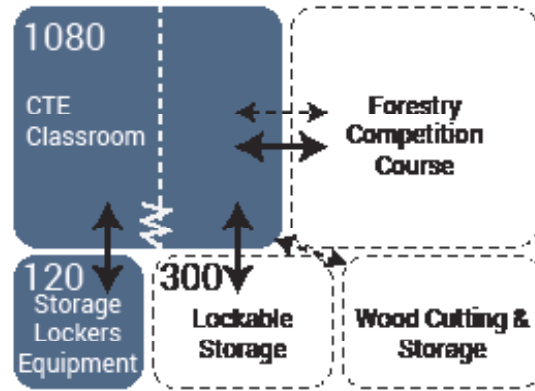 1080
CTE
Classroom
Forestry
Competition
Course
120
Storage
Lockers
Equipment
300
Lockable
Storage
Wood Cutting &
Storage